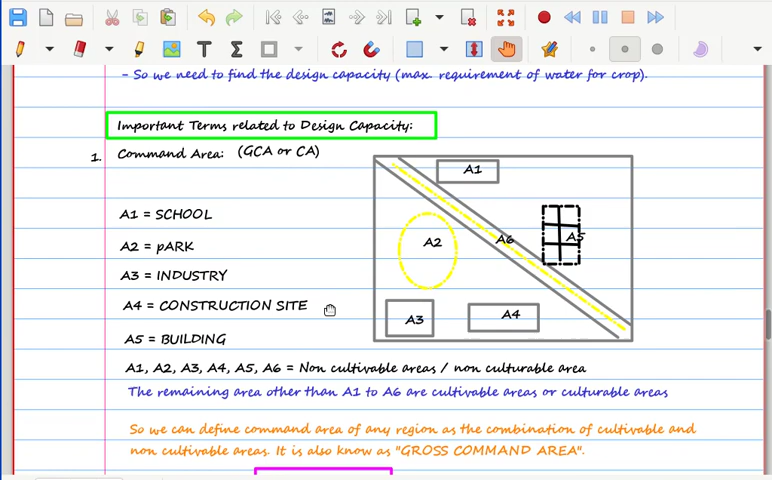 - So we need to find the design capacity (max. requirement of water for crop).
Important Terms related to Design Capacity:
1. Command Area: (GCA or CA)
A1
A1 = SCHOOL
A2 = pARK
A2
A6
A5
A3 = INDUSTRY
A4 = CONSTRUCTION SITE
A3
A4
A5 = BUILDING
A1, A2, A3, A4, A5, A6 = Non cultivable areas / non culturable area
The remaining area other than A1 to A6 are cultivable areas or culturable areas
So we can define command area of any region as the combination of cultivable and
non cultivable areas. It is also know as "GROSS COMMAND AREA".